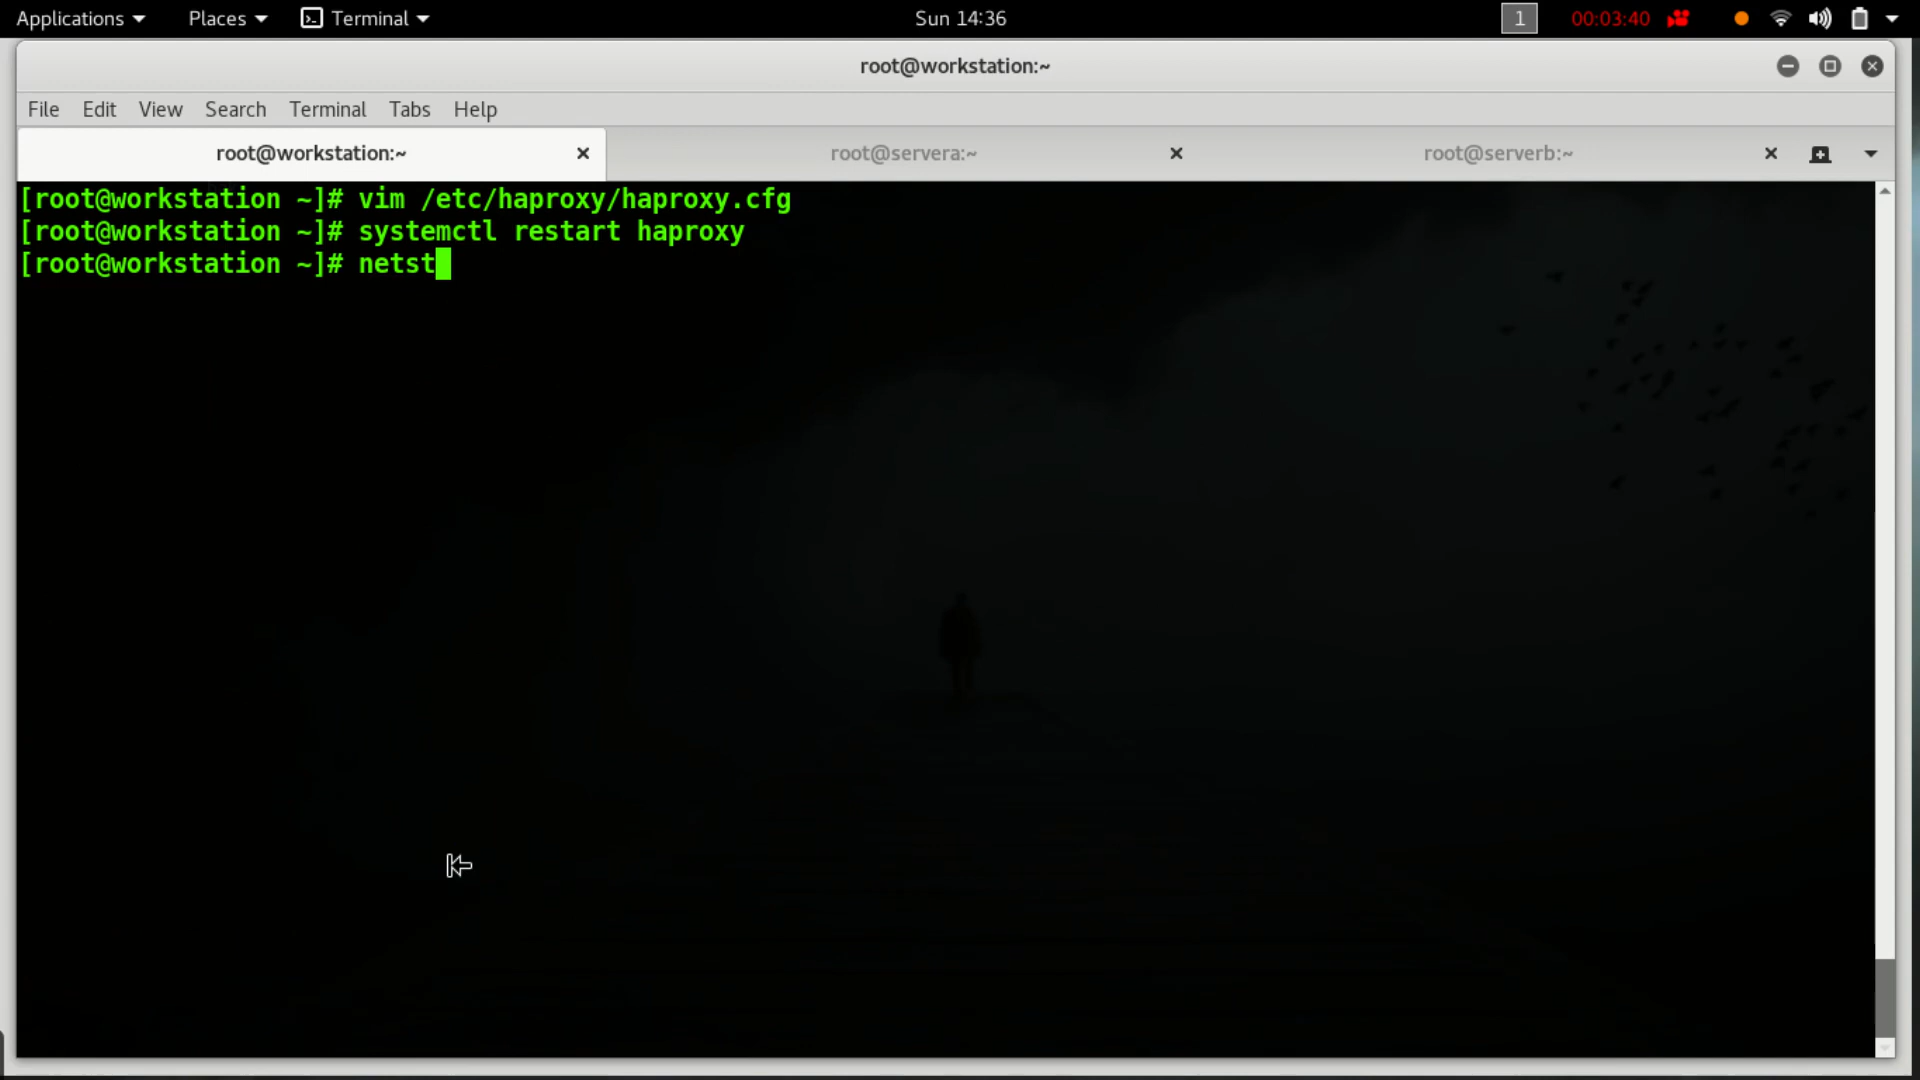 Applications Places Terminal Sun 14:36 1 00:03:40
root@workstation:~
File Edit View Search Terminal Tabs Help
root@workstation:~ root@servera:~ root@serverb:~
[root@workstation ~]# vim /etc/haproxy/haproxy.cfg
[root@workstation ~]# systemctl restart haproxy
[root@workstation ~]# netst